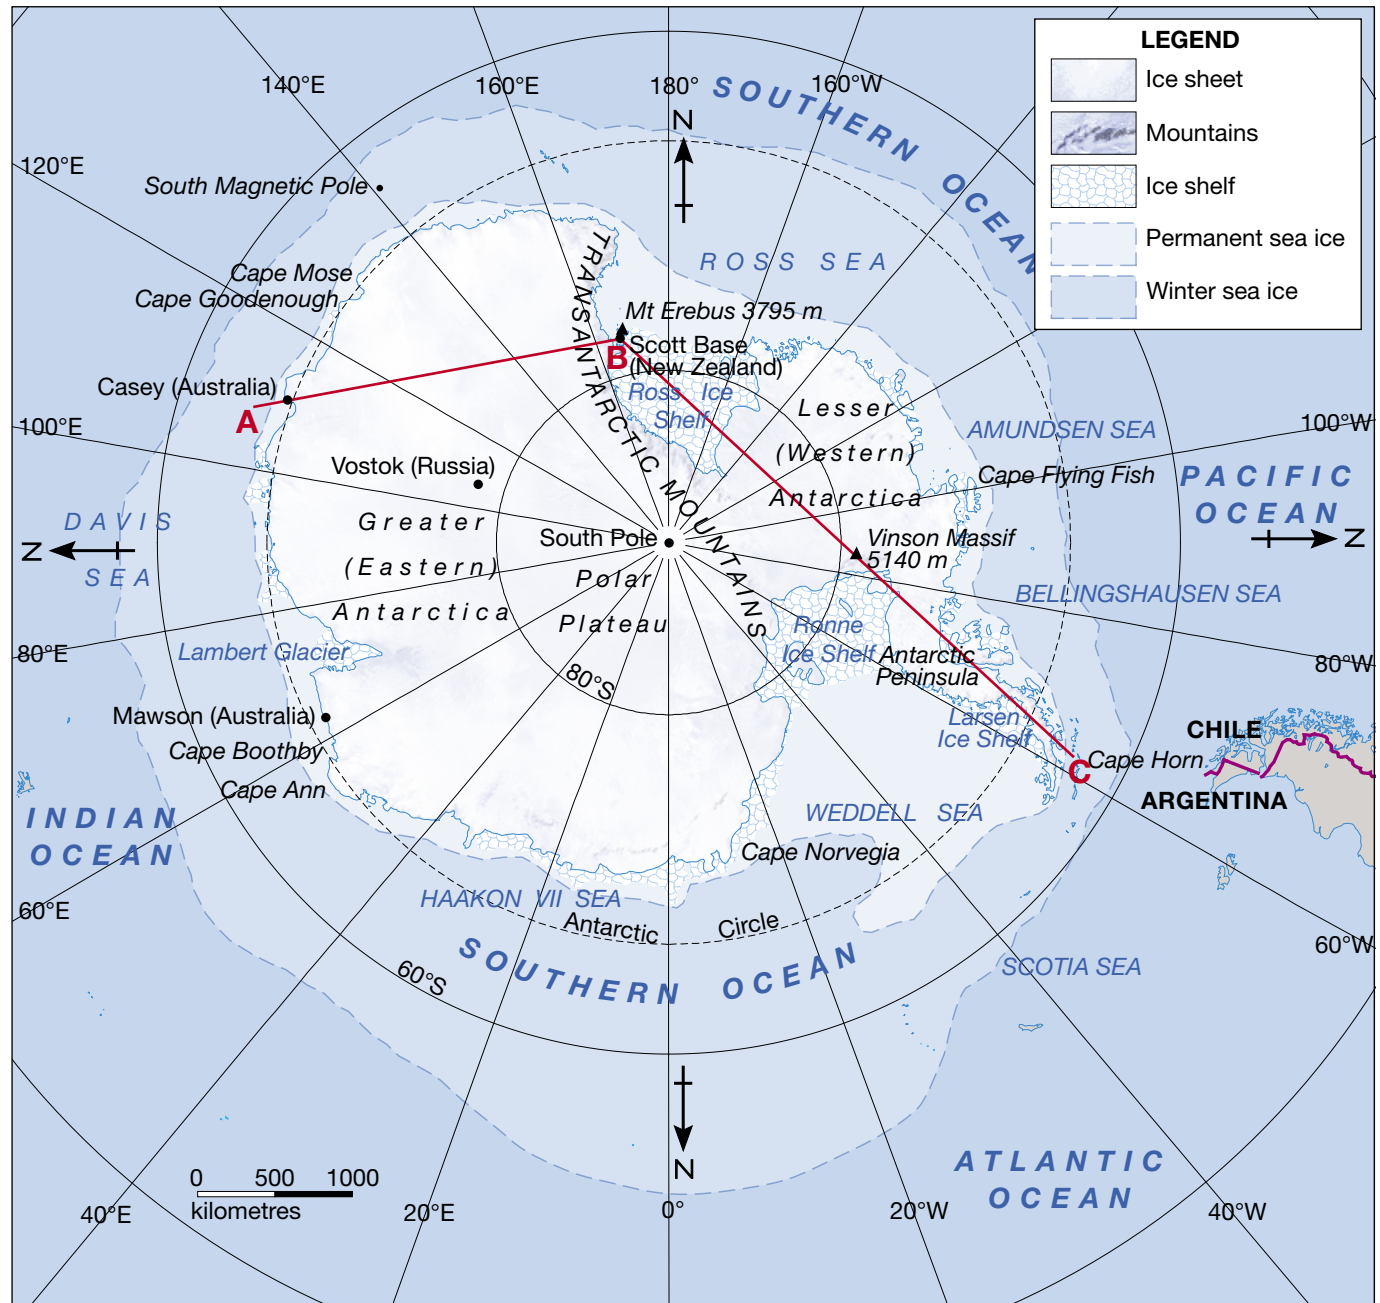 LEGEND
Ice sheet
Mountains
Ice shelf
Permanent sea ice
Winter sea ice
140°E
160°E
180°
160°W
N
SOUTHERN
OCEAN
120°E
South Magnetic Pole
ROSS SEA
Cape Mose
Cape Goodenough
TRANSANTARCTIC MOUNTAINS
Mt Erebus 3795 m
Scott Base
(New Zealand)
B
Casey (Australia)
A
Ross Ice
Shelf
Lesser
(Western)
Antarctica
100°E
100°W
AMUNDSEN SEA
Cape Flying Fish
PACIFIC
OCEAN
Vostok (Russia)
DAVIS
SEA
N
Greater
(Eastern)
Antarctica
South Pole
Polar
Plateau
Vinson Massif
5140 m
N
BELLINGSHAUSEN SEA
Ronne
Ice Shelf
Antarctic
Peninsula
80°E
80°W
Lambert Glacier
80°S
Mawson (Australia)
Cape Boothby
Cape Ann
Larsen
Ice Shelf
C
Cape Horn
CHILE
ARGENTINA
INDIAN
OCEAN
WEDDELL SEA
Cape Norvegia
HAAKON VII SEA
Antarctic Circle
60°E
60°W
SOUTHERN OCEAN
60°S
SCOTIA SEA
N
ATLANTIC
OCEAN
0 500 1000
kilometres
40°E
20°E
0°
20°W
40°W